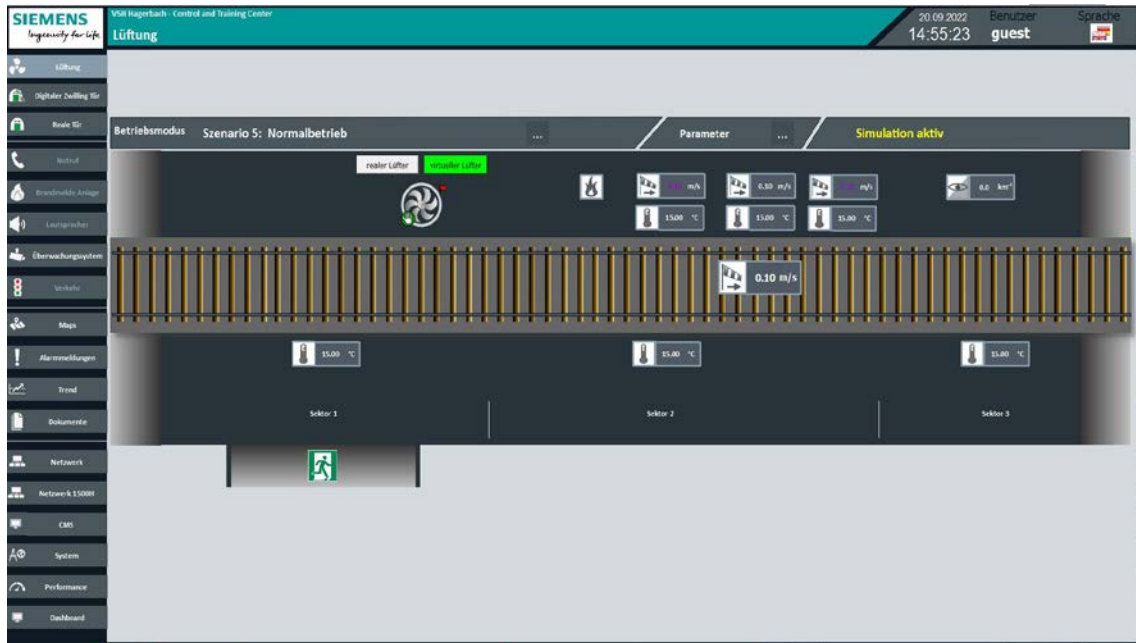 SIEMENS
Ingenuity for life
VSH Hagerbach - Control and Training Center
Lüftung
20.09.2022
14:55:23
Benutzer
guest
Sprache
Lüftung
Digitaler Zwilling Tür
Reale Tür
Notruf
Brandmelde Anlage
Lautsprecher
Überwachungsystem
Verkehr
Maps
Alarmmeldungen
Trend
Dokumente
Netzwerk
Netzwerk 1500H
CMS
System
Performance
Dashboard
Betriebsmodus Szenario 5: Normalbetrieb ...
Parameter ...
Simulation aktiv
realer Lüfter
virtueller Lüfter
m/s
0.10 m/s
m/s
0.0 km⁻¹
15.00 °C
15.00 °C
15.00 °C
0.10 m/s
15.00 °C
15.00 °C
15.00 °C
Sektor 1
Sektor 2
Sektor 3